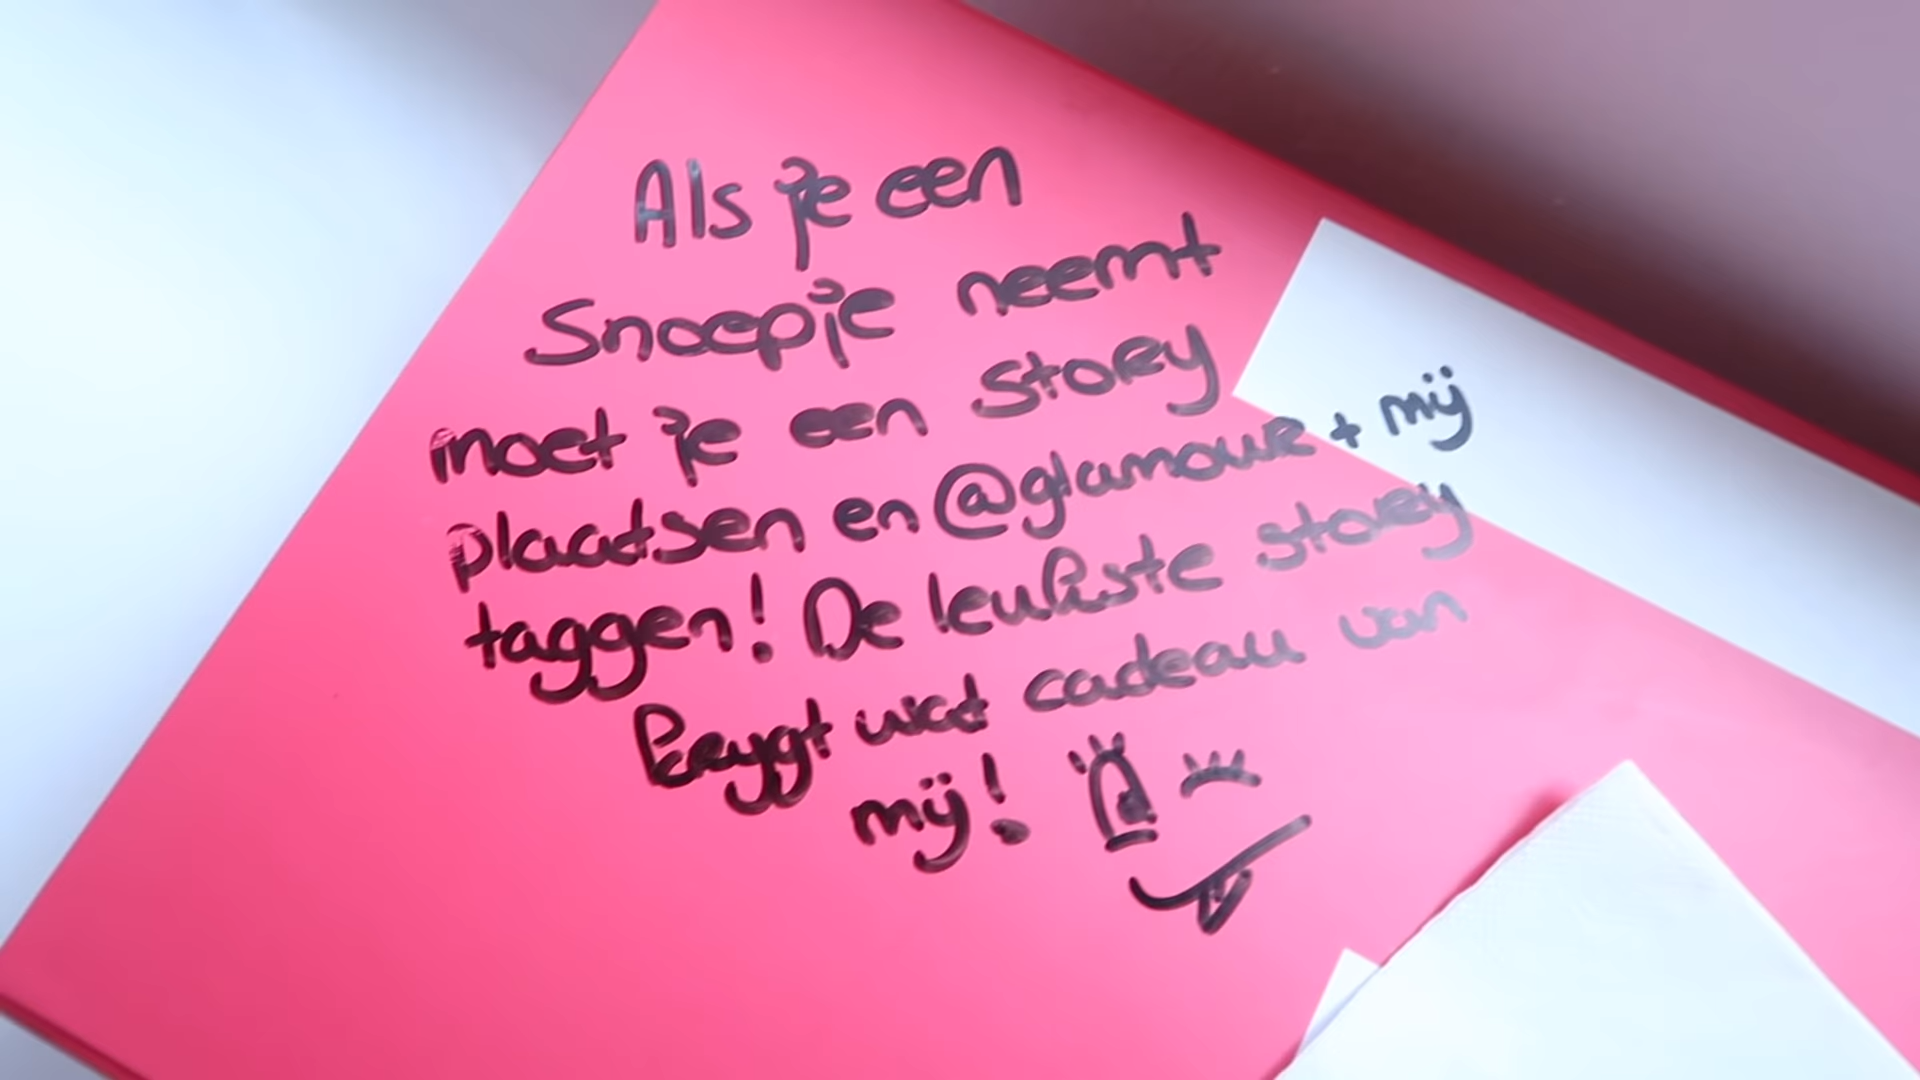 Als je een
Snoepje neemt
moet je een story
plaatsen en @glamour + mij
taggen! De leukste story
krygt wat cadeau van
mij!